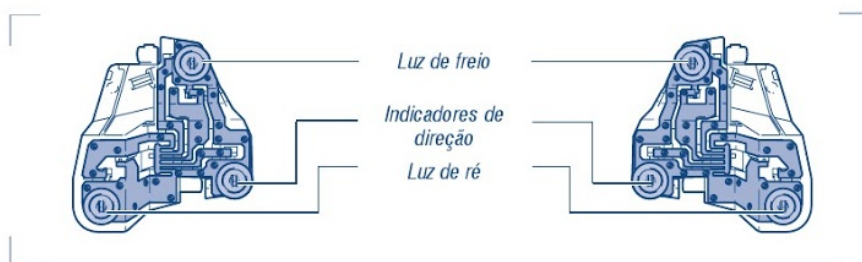 Luz de freio
Indicadores de
direção
Luz de ré